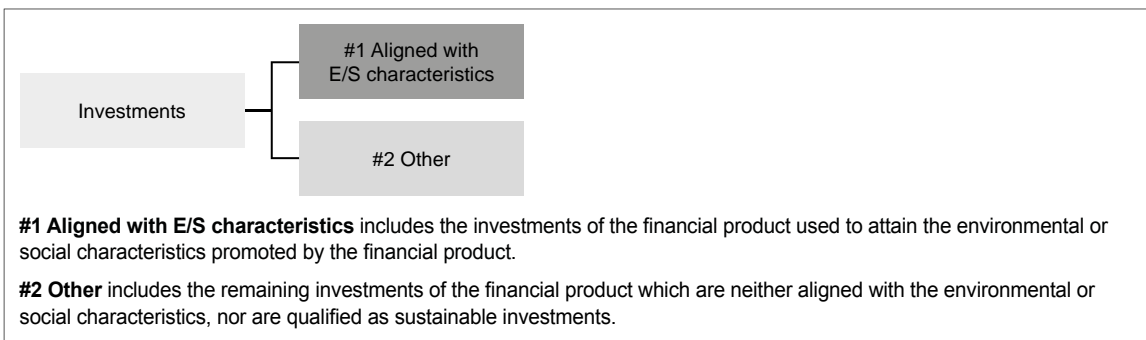 #1 Aligned with
E/S characteristics
Investments
#2 Other
#1 Aligned with E/S characteristics includes the investments of the financial product used to attain the environmental or
social characteristics promoted by the financial product.
#2 Other includes the remaining investments of the financial product which are neither aligned with the environmental or
social characteristics, nor are qualified as sustainable investments.